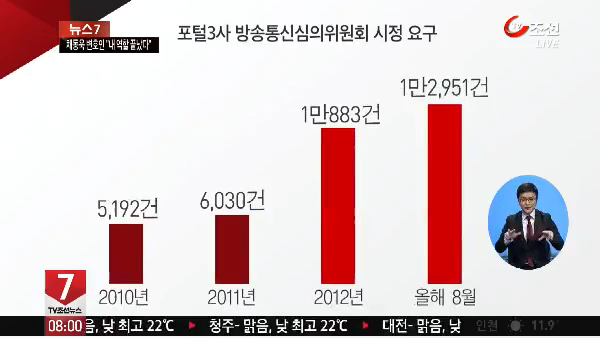 뉴스7
채동욱 변호인 "내 역할 끝났다"
포털3사 방송통신심의위원회 시정 요구
TV조선
LIVE
5,192건
6,030건
1만883건
1만2,951건
2010년
2011년
2012년
올해 8월
7
TV조선뉴스
08:00
음, 낮 최고 22℃ ▶ 청주- 맑음, 낮 최고 22℃ ▶ 대전- 맑음, 낮
인천 11.9°